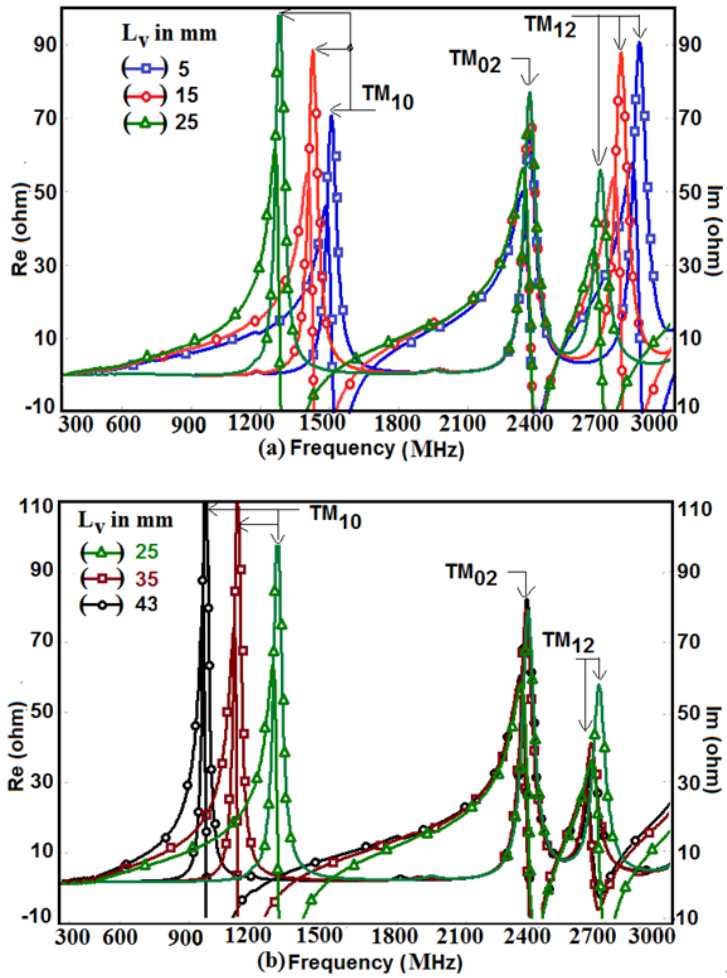 L_v in mm
(-□-) 5
(-○-) 15
(-△-) 25
TM10
TM02
TM12
Re (ohm)
Im (ohm)
90
70
50
30
10
-10
90
70
50
30
10
10
300 600 900 1200 1500 1800 2100 2400 2700 3000
(a) Frequency (MHz)
L_v in mm
(-△-) 25
(-□-) 35
(-○-) 43
TM10
TM02
TM12
Re (ohm)
Im (ohm)
110
90
70
50
30
10
-10
110
90
70
50
30
10
10
300 600 900 1200 1500 1800 2100 2400 2700 3000
(b) Frequency (MHz)